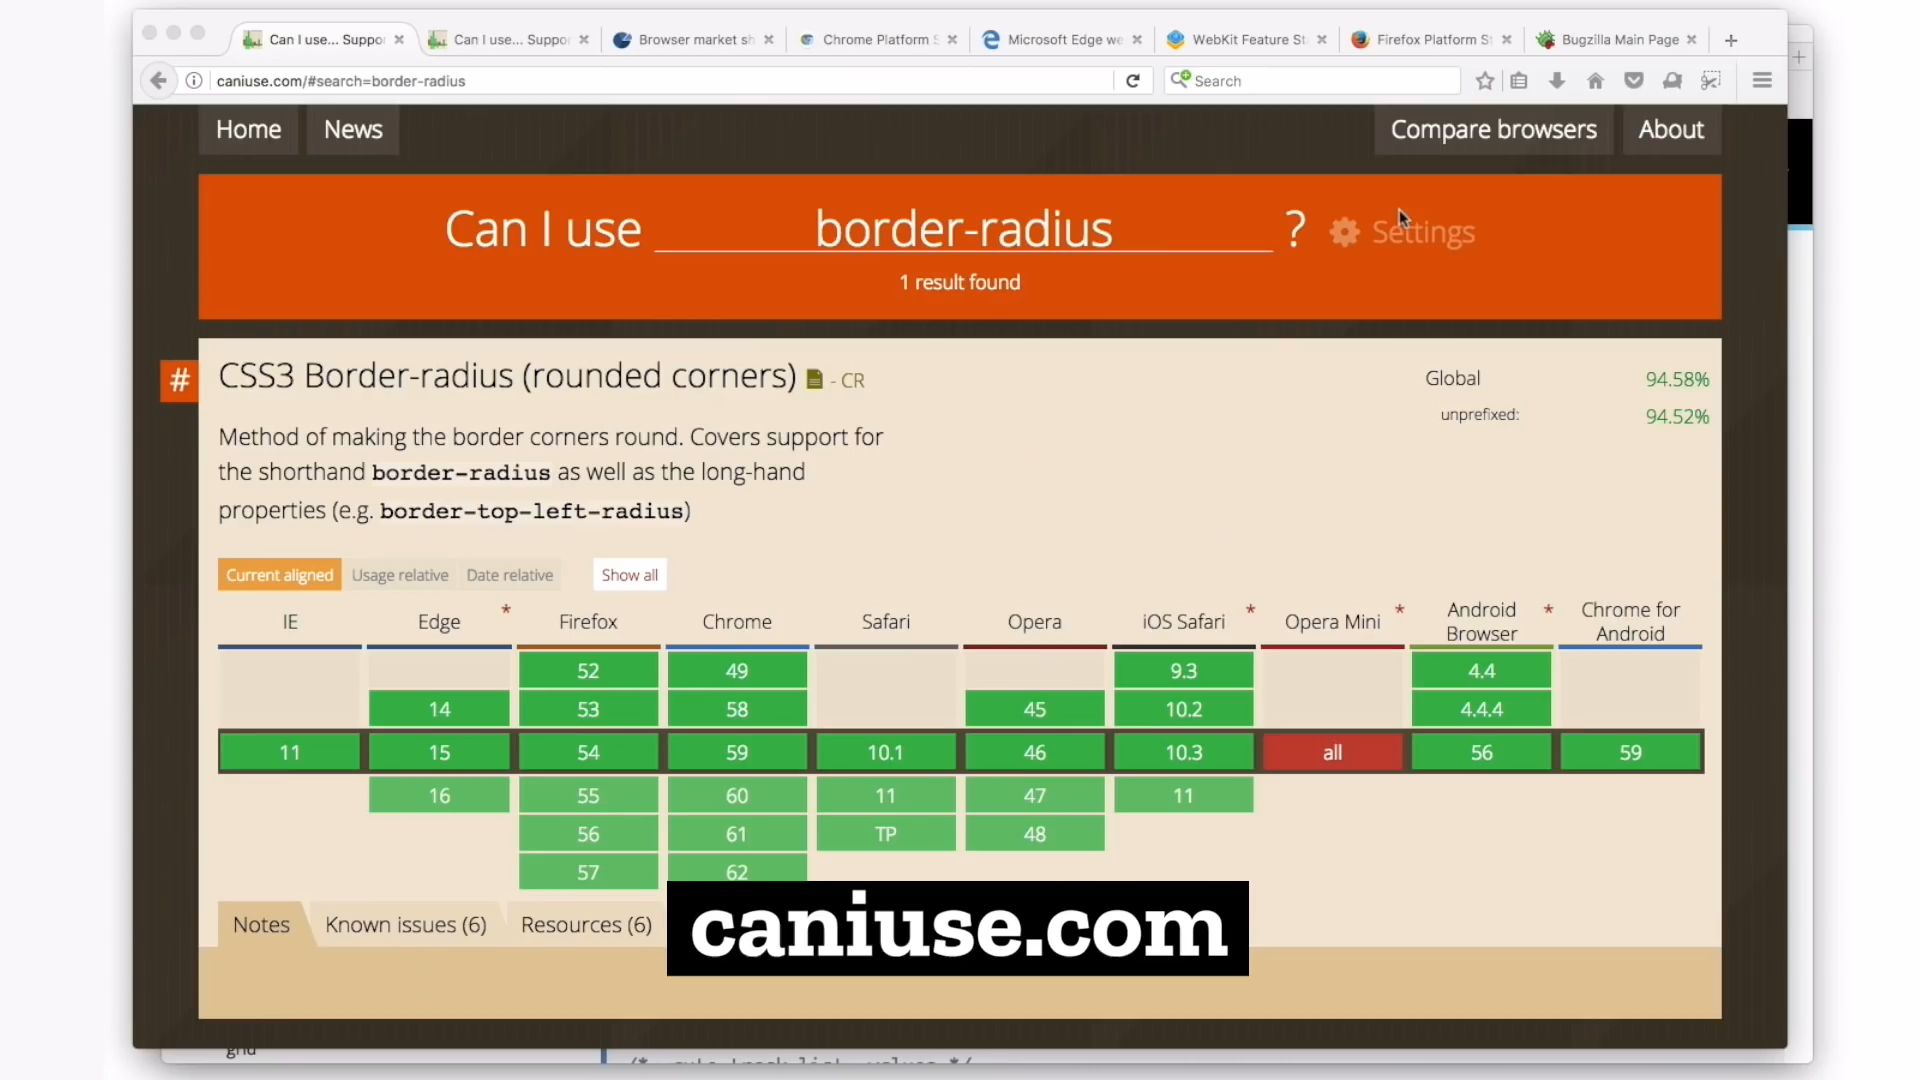 Can I use... Suppo
Can I use... Suppo
Browser market sh
Chrome Platform S
Microsoft Edge we
WebKit Feature St
Firefox Platform St
Bugzilla Main Page
caniuse.com/#search=border-radius
Search
Home
News
Compare browsers
About
Can I use border-radius ?
Settings
1 result found
# CSS3 Border-radius (rounded corners) - CR
Global 94.58%
unprefixed: 94.52%
Method of making the border corners round. Covers support for
the shorthand border-radius as well as the long-hand
properties (e.g. border-top-left-radius)
Current aligned Usage relative Date relative Show all
IE Edge * Firefox Chrome Safari Opera iOS Safari * Opera Mini * Android Browser * Chrome for Android
52 49 9.3 4.4
14 53 58 45 10.2 4.4.4
11 15 54 59 10.1 46 10.3 all 56 59
16 55 60 11 47 11
56 61 TP 48
57 62
Notes Known issues (6) Resources (6)
caniuse.com